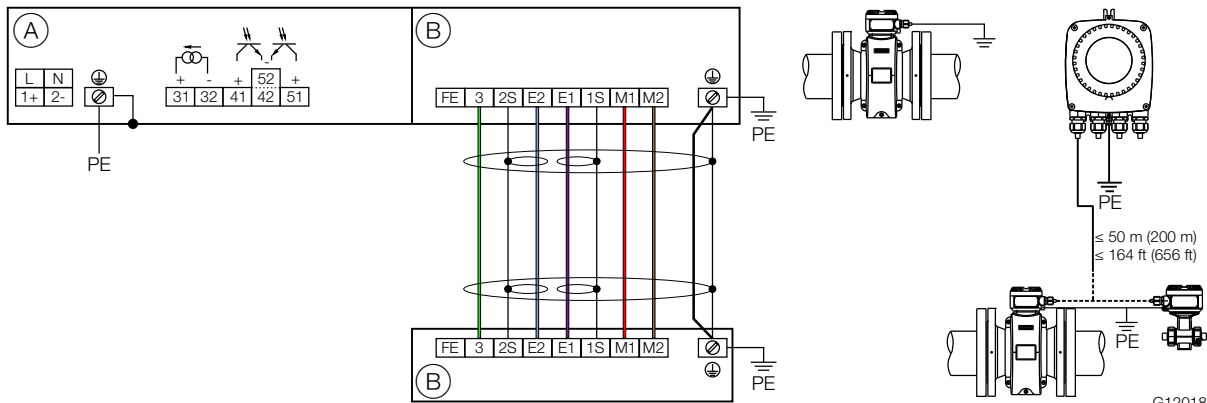 A
B
52
+ - + - +
L N
1+ 2-
31 32 41 42 51
FE 3 2S E2 E1 1S M1 M2
PE
PE
PE
≤ 50 m (200 m)
≤ 164 ft (656 ft)
FE 3 2S E2 E1 1S M1 M2
B
PE
PE
G12018